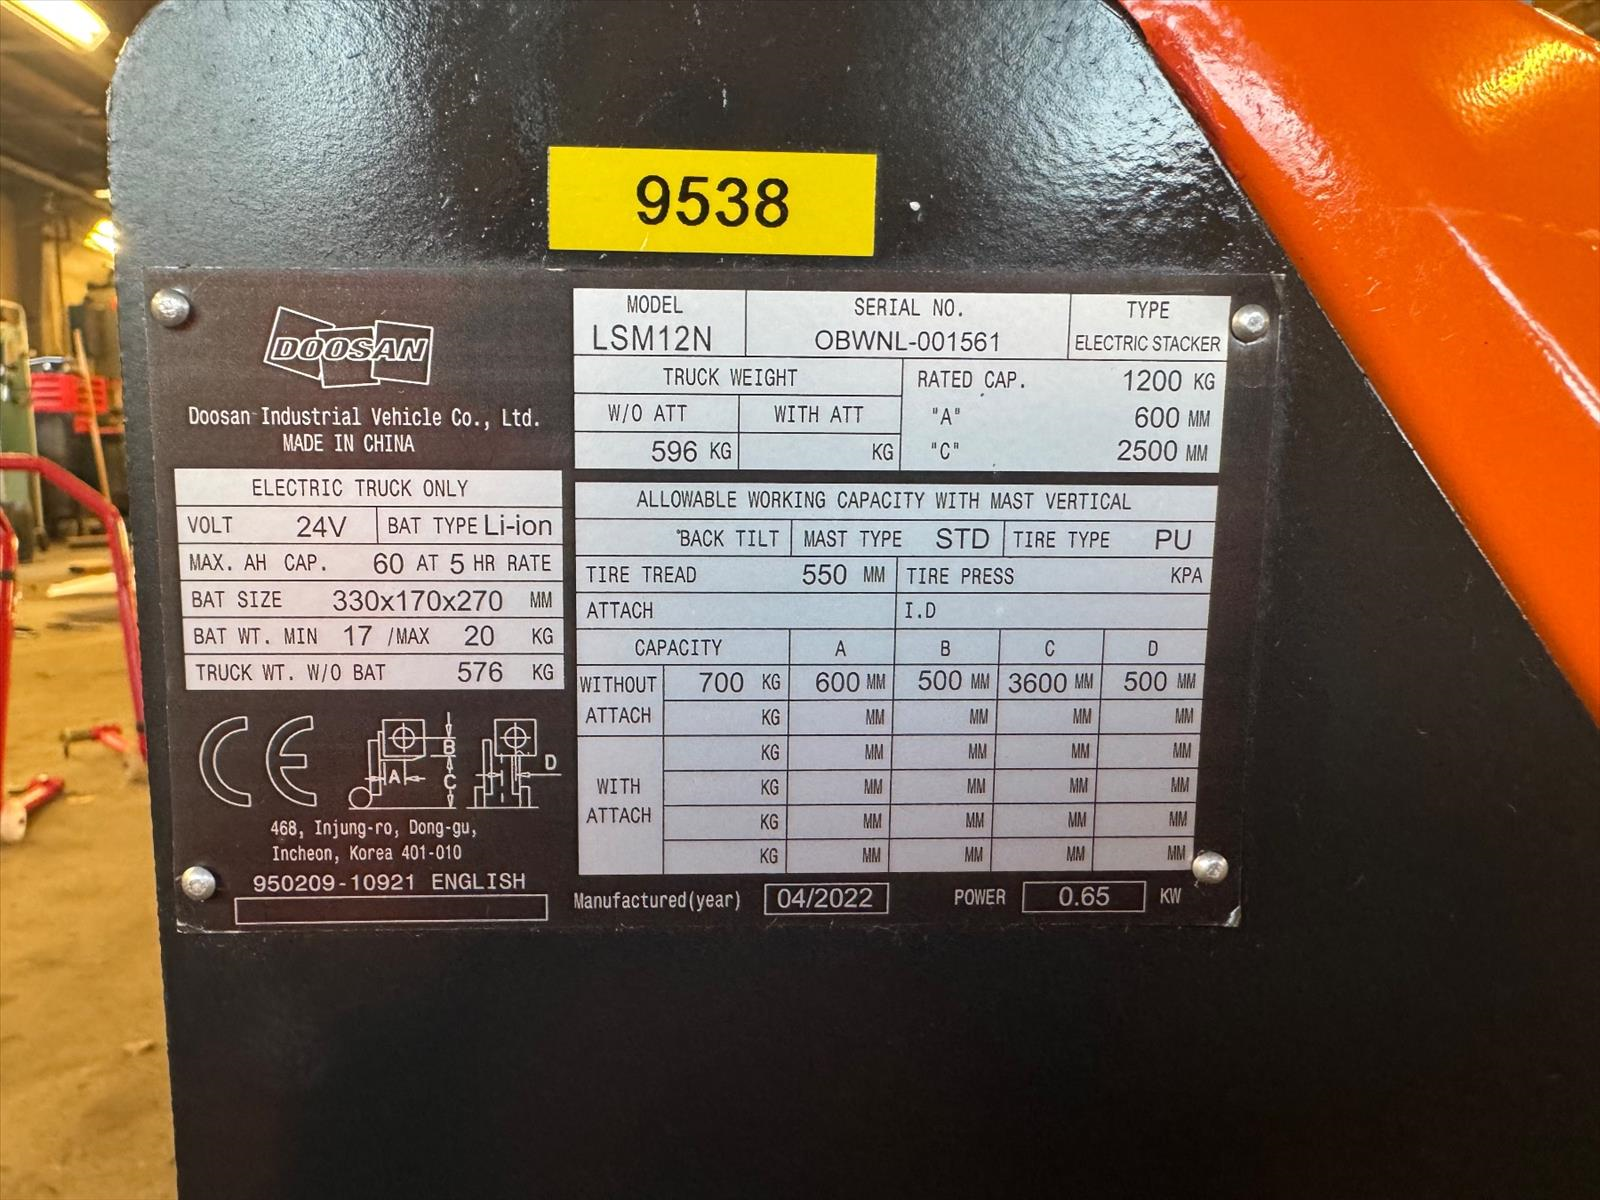 9538
DOOSAN
Doosan Industrial Vehicle Co., Ltd.
MADE IN CHINA
ELECTRIC TRUCK ONLY
VOLT 24V BAT TYPE Li-ion
MAX. AH CAP. 60 AT 5 HR RATE
BAT SIZE 330x170x270 MM
BAT WT. MIN 17 /MAX 20 KG
TRUCK WT. W/O BAT 576 KG
CE
A B C D
468, Injung-ro, Dong-gu,
Incheon, Korea 401-010
950209-10921 ENGLISH
MODEL SERIAL NO. TYPE
LSM12N OBWNL-001561 ELECTRIC STACKER
TRUCK WEIGHT RATED CAP. 1200 KG
W/O ATT WITH ATT "A" 600 MM
596 KG KG "C" 2500 MM
ALLOWABLE WORKING CAPACITY WITH MAST VERTICAL
°BACK TILT MAST TYPE STD TIRE TYPE PU
TIRE TREAD 550 MM TIRE PRESS KPA
ATTACH I.D
CAPACITY A B C D
WITHOUT 700 KG 600 MM 500 MM 3600 MM 500 MM
ATTACH KG MM MM MM MM
KG MM MM MM MM
WITH KG MM MM MM MM
ATTACH KG MM MM MM MM
KG MM MM MM MM
Manufactured(year) 04/2022 POWER 0.65 KW